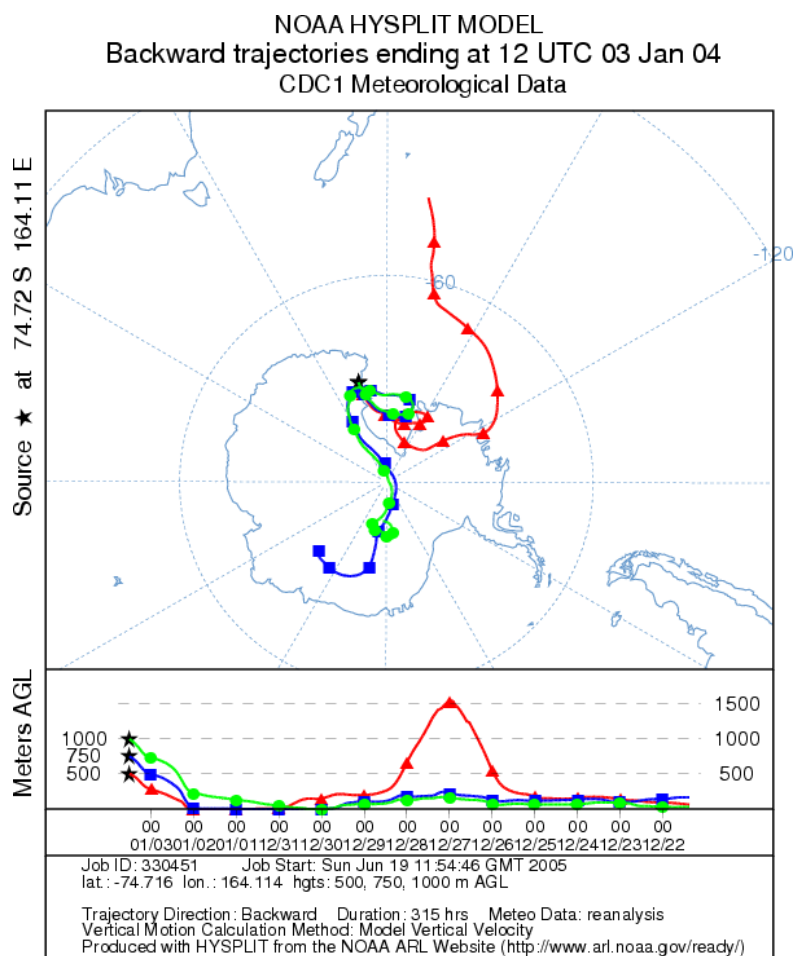 NOAA HYSPLIT MODEL
Backward trajectories ending at 12 UTC 03 Jan 04
CDC1 Meteorological Data
Source ★ at 74.72 S 164.11 E
-120
-60
Meters AGL
1500
1000 1000
750
500 500
00 00 00 00 00 00 00 00 00 00 00 00 00
01/03 01/02 01/01 12/31 12/30 12/29 12/28 12/27 12/26 12/25 12/24 12/23 12/22
Job ID: 330451 Job Start: Sun Jun 19 11:54:46 GMT 2005
lat.: -74.716 lon.: 164.114 hgts: 500, 750, 1000 m AGL
Trajectory Direction: Backward Duration: 315 hrs Meteo Data: reanalysis
Vertical Motion Calculation Method: Model Vertical Velocity
Produced with HYSPLIT from the NOAA ARL Website (http://www.arl.noaa.gov/ready/)